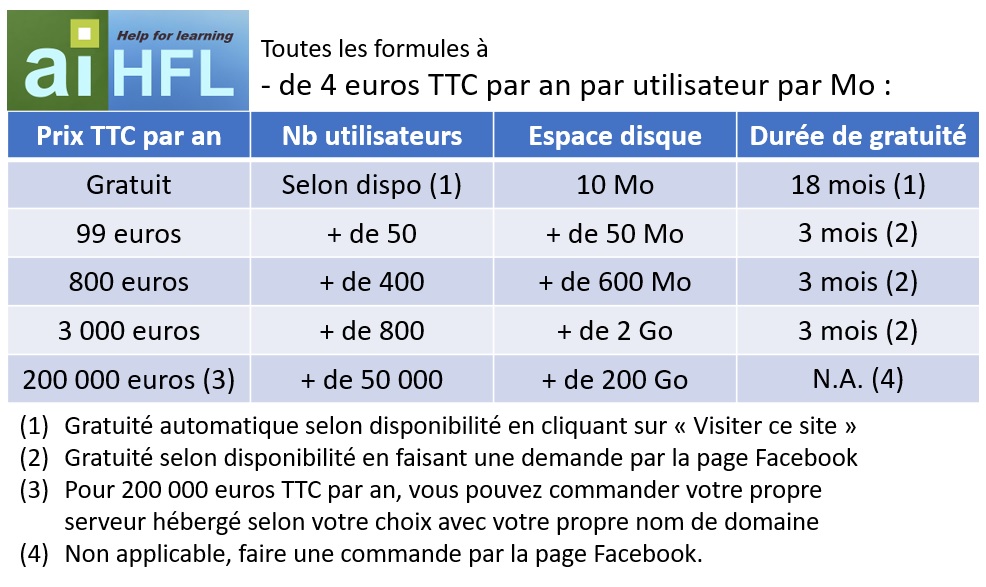 Help for learning
ai HFL
Toutes les formules à
- de 4 euros TTC par an par utilisateur par Mo :
Prix TTC par an Nb utilisateurs Espace disque Durée de gratuité
Gratuit Selon dispo (1) 10 Mo 18 mois (1)
99 euros + de 50 + de 50 Mo 3 mois (2)
800 euros + de 400 + de 600 Mo 3 mois (2)
3 000 euros + de 800 + de 2 Go 3 mois (2)
200 000 euros (3) + de 50 000 + de 200 Go N.A. (4)
(1) Gratuité automatique selon disponibilité en cliquant sur « Visiter ce site »
(2) Gratuité selon disponibilité en faisant une demande par la page Facebook
(3) Pour 200 000 euros TTC par an, vous pouvez commander votre propre
serveur hébergé selon votre choix avec votre propre nom de domaine
(4) Non applicable, faire une commande par la page Facebook.